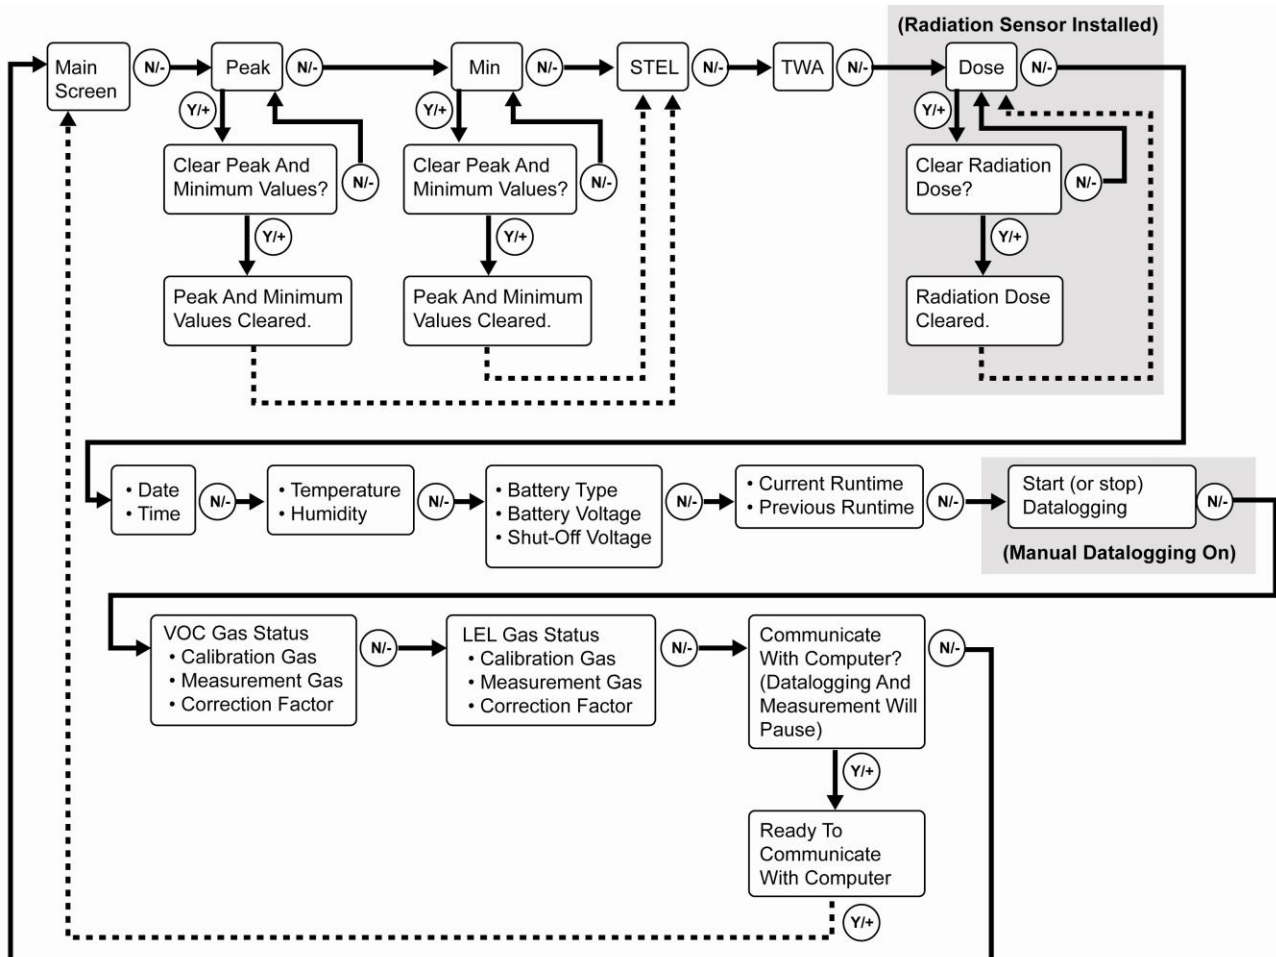 (Radiation Sensor Installed)
Main
Screen
N/-
Peak
N/-
Min
N/-
STEL
N/-
TWA
N/-
Dose
N/-
Y/+
Y/+
Y/+
Clear Peak And
Minimum Values?
N/-
Clear Peak And
Minimum Values?
N/-
Clear Radiation
Dose?
N/-
Y/+
Y/+
Y/+
Peak And Minimum
Values Cleared.
Peak And Minimum
Values Cleared.
Radiation Dose
Cleared.
• Date
• Time
N/-
• Temperature
• Humidity
N/-
• Battery Type
• Battery Voltage
• Shut-Off Voltage
N/-
• Current Runtime
• Previous Runtime
N/-
Start (or stop)
Datalogging
N/-
(Manual Datalogging On)
VOC Gas Status
• Calibration Gas
• Measurement Gas
• Correction Factor
N/-
LEL Gas Status
• Calibration Gas
• Measurement Gas
• Correction Factor
N/-
Communicate
With Computer?
(Datalogging And
Measurement Will
Pause)
N/-
Y/+
Ready To
Communicate
With Computer
Y/+